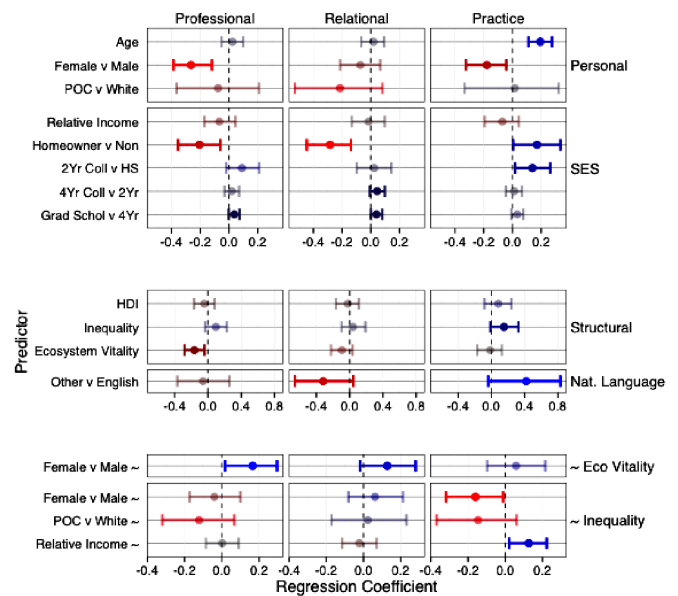 Professional Relational Practice
Age
Female v Male
POC v White
Personal
Relative Income
Homeowner v Non
2Yr Coll v HS
4Yr Coll v 2Yr
Grad Schol v 4Yr
SES
-0.4 -0.2 0.0 0.2 -0.4 -0.2 0.0 0.2 -0.4 -0.2 0.0 0.2
Predictor
HDI
Inequality
Ecosystem Vitality
Structural
Other v English
Nat. Language
-0.4 0.0 0.4 0.8 -0.4 0.0 0.4 0.8 -0.4 0.0 0.4 0.8
Female v Male ~
~ Eco Vitality
Female v Male ~
POC v White ~
Relative Income ~
~ Inequality
-0.4 -0.2 0.0 0.2 -0.4 -0.2 0.0 0.2 -0.4 -0.2 0.0 0.2
Regression Coefficient